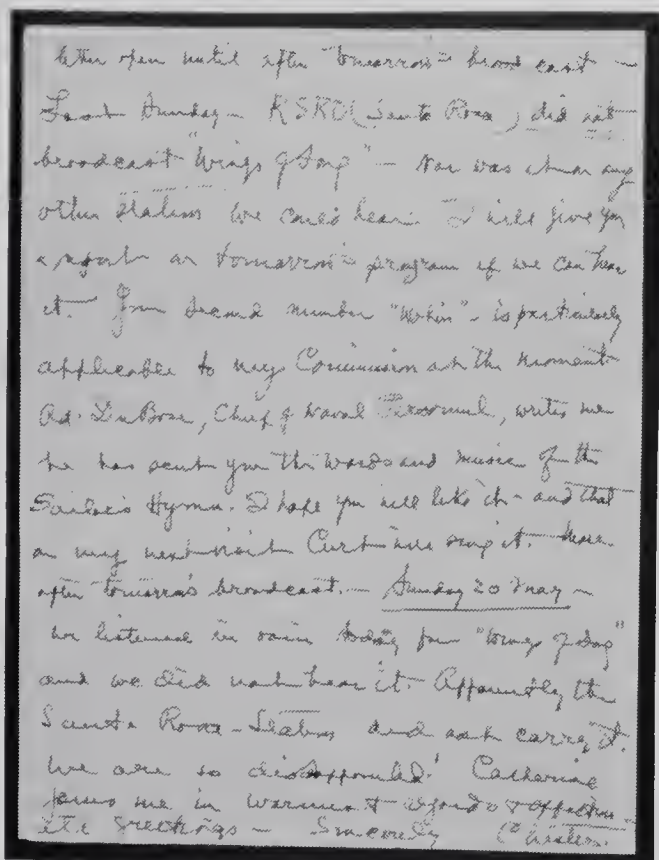 letter open until after "tomorrow's" broadcast —
Last Sunday — KSRO (Santa Rosa) did not
broadcast "Wings of Song" — Nor was it on any
other stations we could hear. I will give you
a report on tomorrow's program if we can hear
it. Your second number "Waitin" — is particularly
applicable to my Commission at the moment
Ad. DuBose, Chief of Naval Personnel, writes me
he has sent you the words and music of the
Sailor's Hymn. I hope you will like it — and that
on my next visit Curt will sing it. More
after tomorrow's broadcast. — Sunday 20 May —
We listened in vain today for "Wings of Song"
and we did not hear it. Apparently the
Santa Rosa — Station did not carry it.
We are so disappointed! Catherine
joins me in warmest regards & affectionate
greetings — Sincerely Chester.